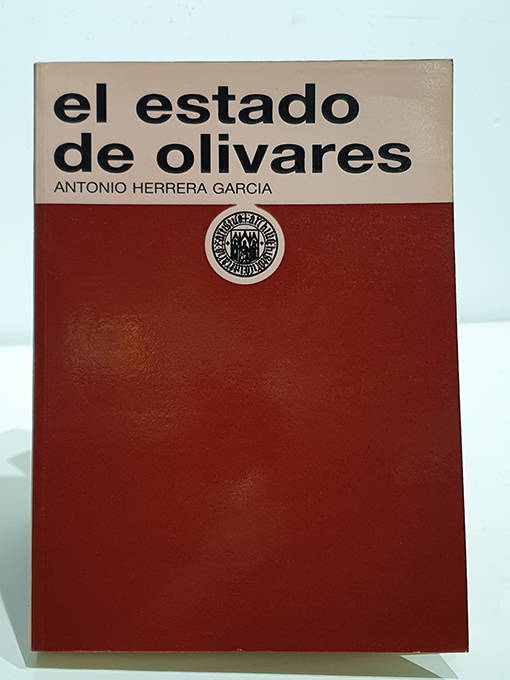 el estado
de olivares
ANTONIO HERRERA GARCIA